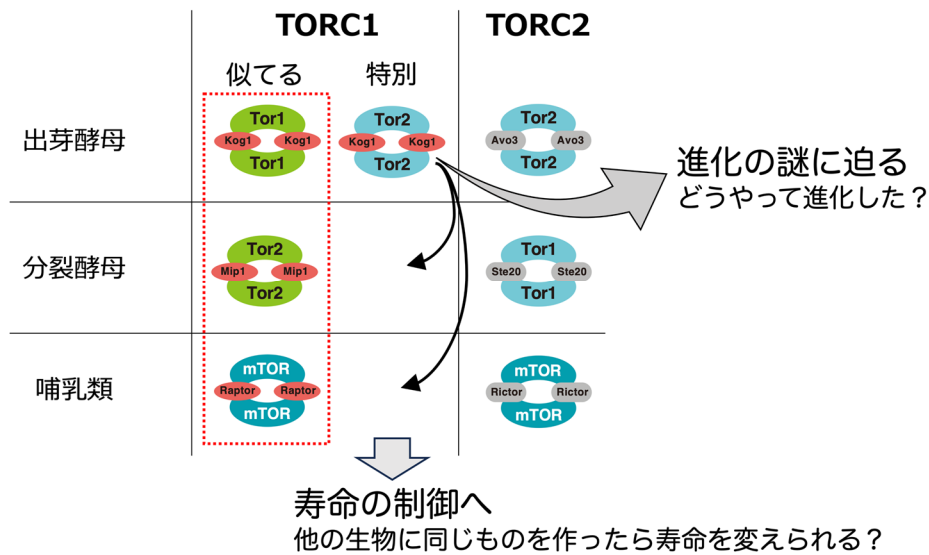 TORC1 TORC2
似てる 特別
出芽酵母
Tor1 Tor2 Tor2
Kog1 Kog1 Kog1 Kog1 Avo3 Avo3
Tor1 Tor2 Tor2
進化の謎に迫る
どうやって進化した？
分裂酵母
Tor2 Tor1
Mip1 Mip1 Ste20 Ste20
Tor2 Tor1
哺乳類
mTOR mTOR
Raptor Raptor Rictor Rictor
mTOR mTOR
寿命の制御へ
他の生物に同じものを作ったら寿命を変えられる？